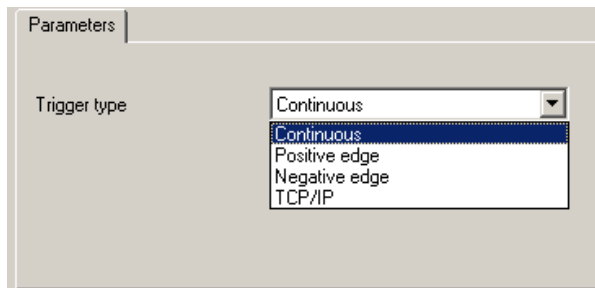 Parameters
Trigger type
Continuous
Continuous
Positive edge
Negative edge
TCP/IP